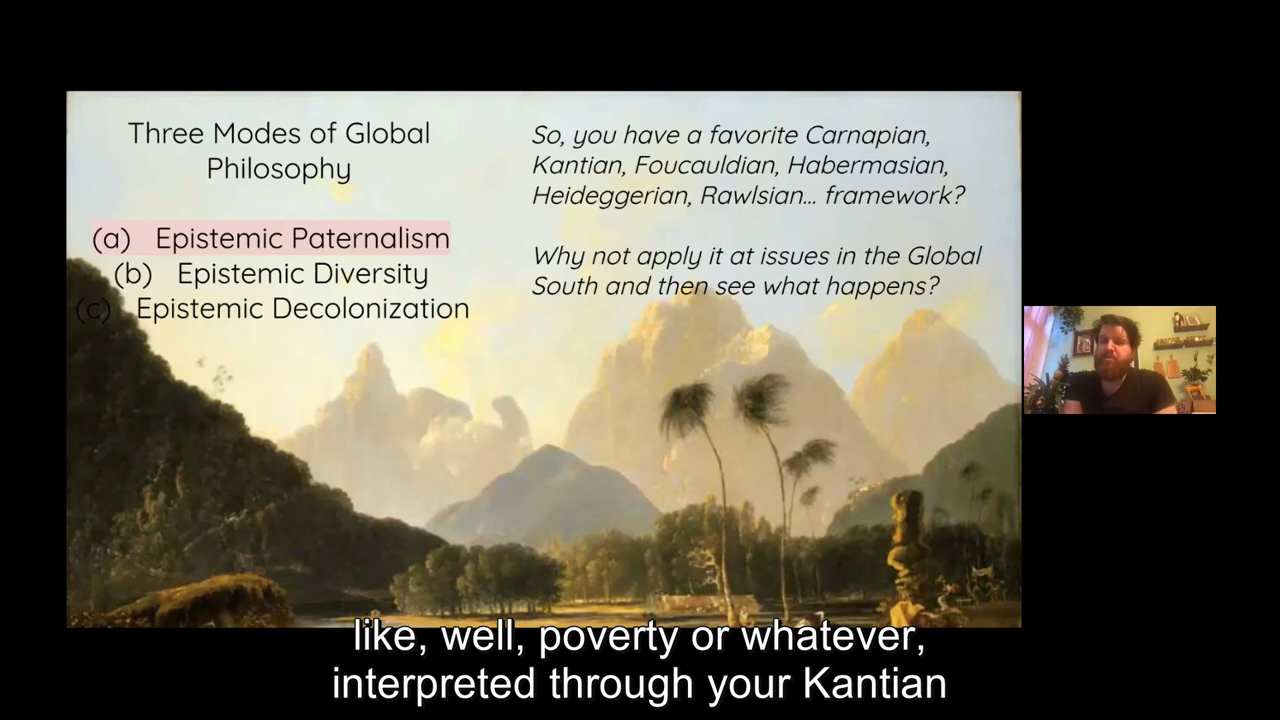 Three Modes of Global
Philosophy
(a) Epistemic Paternalism
(b) Epistemic Diversity
(c) Epistemic Decolonization
So, you have a favorite Carnapian,
Kantian, Foucauldian, Habermasian,
Heideggerian, Rawlsian... framework?
Why not apply it at issues in the Global
South and then see what happens?
like, well, poverty or whatever,
interpreted through your Kantian